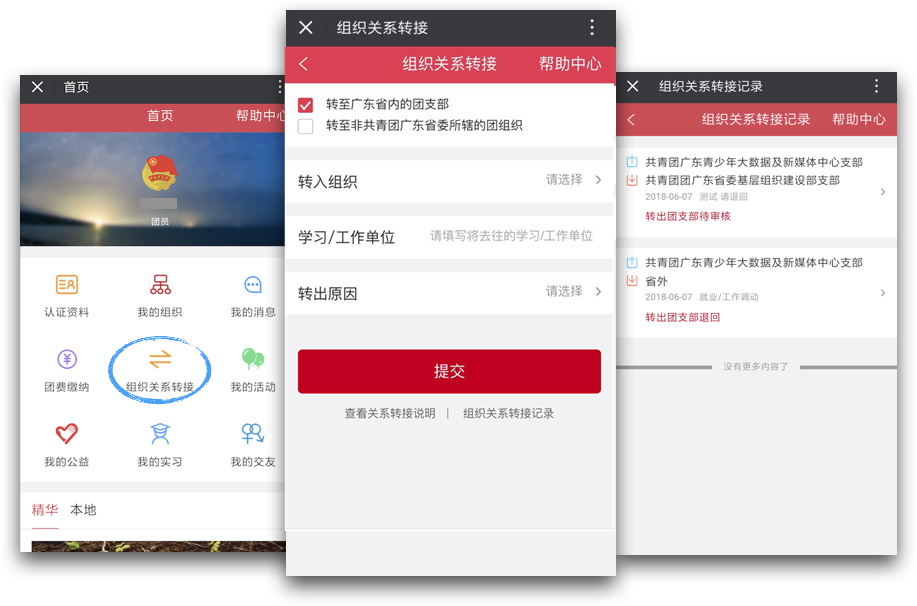 首页
首页 帮助中心
团员
认证资料 我的组织 我的消息
团费缴纳 组织关系转接 我的活动
我的公益 我的实习 我的交友
精华 本地
组织关系转接
组织关系转接 帮助中心
转至广东省内的团支部
转至非共青团广东省委所辖的团组织
转入组织 请选择
学习/工作单位 请填写将去往的学习/工作单位
转出原因 请选择
提交
查看关系转接说明 | 组织关系转接记录
组织关系转接记录
组织关系转接记录 帮助中心
共青团广东青少年大数据及新媒体中心支部
共青团团广东省委基层组织建设部支部
2018-06-07 测试 请退回
转出团支部待审核
共青团广东青少年大数据及新媒体中心支部
省外
2018-06-07 就业/工作调动
转出团支部退回
没有更多内容了